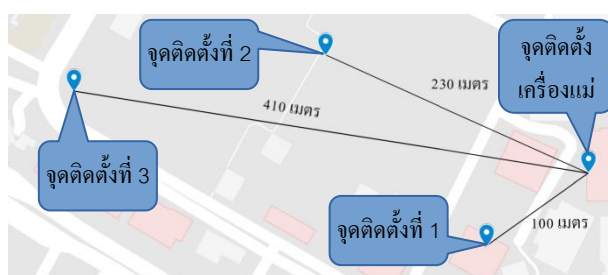 จุดติดตั้งที่ 2
จุดติดตั้ง
เครื่องแม่
230 เมตร
410 เมตร
จุดติดตั้งที่ 3
จุดติดตั้งที่ 1
100 เมตร